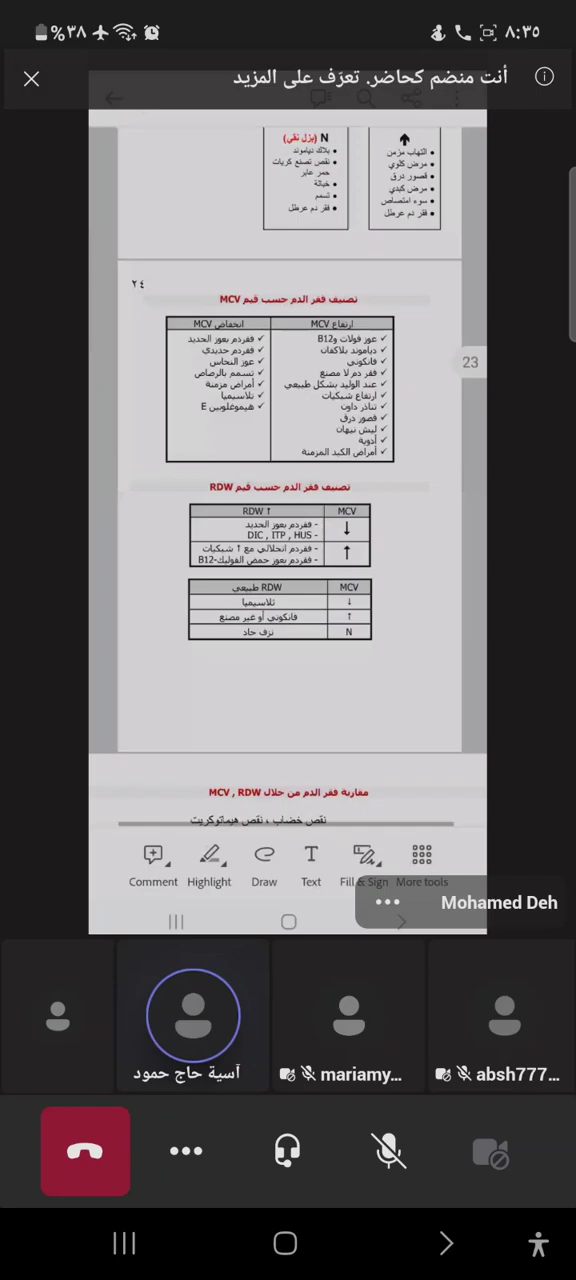 ٨:٣٥
%٣٨
أنت منضم كحاضر. تعرّف على المزيد
N (بزل نقي)
• بلاك دياموند
• نقص تصنع كريات
حمر عابر
• خباثة
• تسمم
• فقر دم عرطل
• التهاب مزمن
• مرض كلوي
• قصور درق
• مرض كبدي
• سوء امتصاص
• فقر دم عرطل
٢٤
تصنيف فقر الدم حسب قيم MCV
ارتفاع MCV
✓ عوز فولات وB12
✓ دياموند بلاكفان
✓ فانكوني
✓ فقر دم لا مصنع
✓ عند الوليد بشكل طبيعي
✓ ارتفاع شبكيات
✓ تناذر داون
✓ قصور درق
✓ ليش نيهان
✓ أدوية
✓ أمراض الكبد المزمنة
انخفاض MCV
✓ فقردم بعوز الحديد
✓ فقردم حديدي
✓ عوز النحاس
✓ تسمم بالرصاص
✓ أمراض مزمنة
✓ تلاسيميا
✓ هيموغلوبين E
23
تصنيف فقر الدم حسب قيم RDW
MCV
RDW ↑
↓
- فقردم بعوز الحديد
DIC , ITP , HUS -
↑
- فقردم انحلالي مع ↑ شبكيات
- فقردم بعوز حمض الفوليك-B12
MCV
RDW طبيعي
↓ ثلاسيميا
↑ فانكوني أو غير مصنع
N نزف حاد
مقاربة فقر الدم من خلال MCV , RDW
نقص خضاب ، نقص هيماتوكريت
Comment
Highlight
Draw
Text
Fill & Sign
More tools
Mohamed Deh
آسية حاج حمود
mariamy...
absh777...